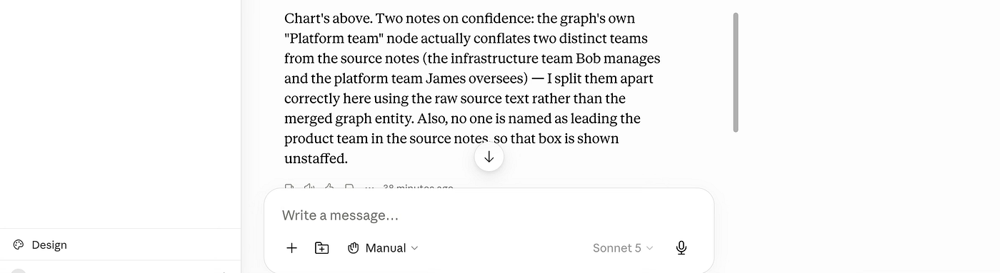 Chart's above. Two notes on confidence: the graph's own
"Platform team" node actually conflates two distinct teams
from the source notes (the infrastructure team Bob manages
and the platform team James oversees) — I split them apart
correctly here using the raw source text rather than the
merged graph entity. Also, no one is named as leading the
product team in the source notes, so that box is shown
unstaffed.
38 minutes ago
Write a message…
Design
Manual
Sonnet 5